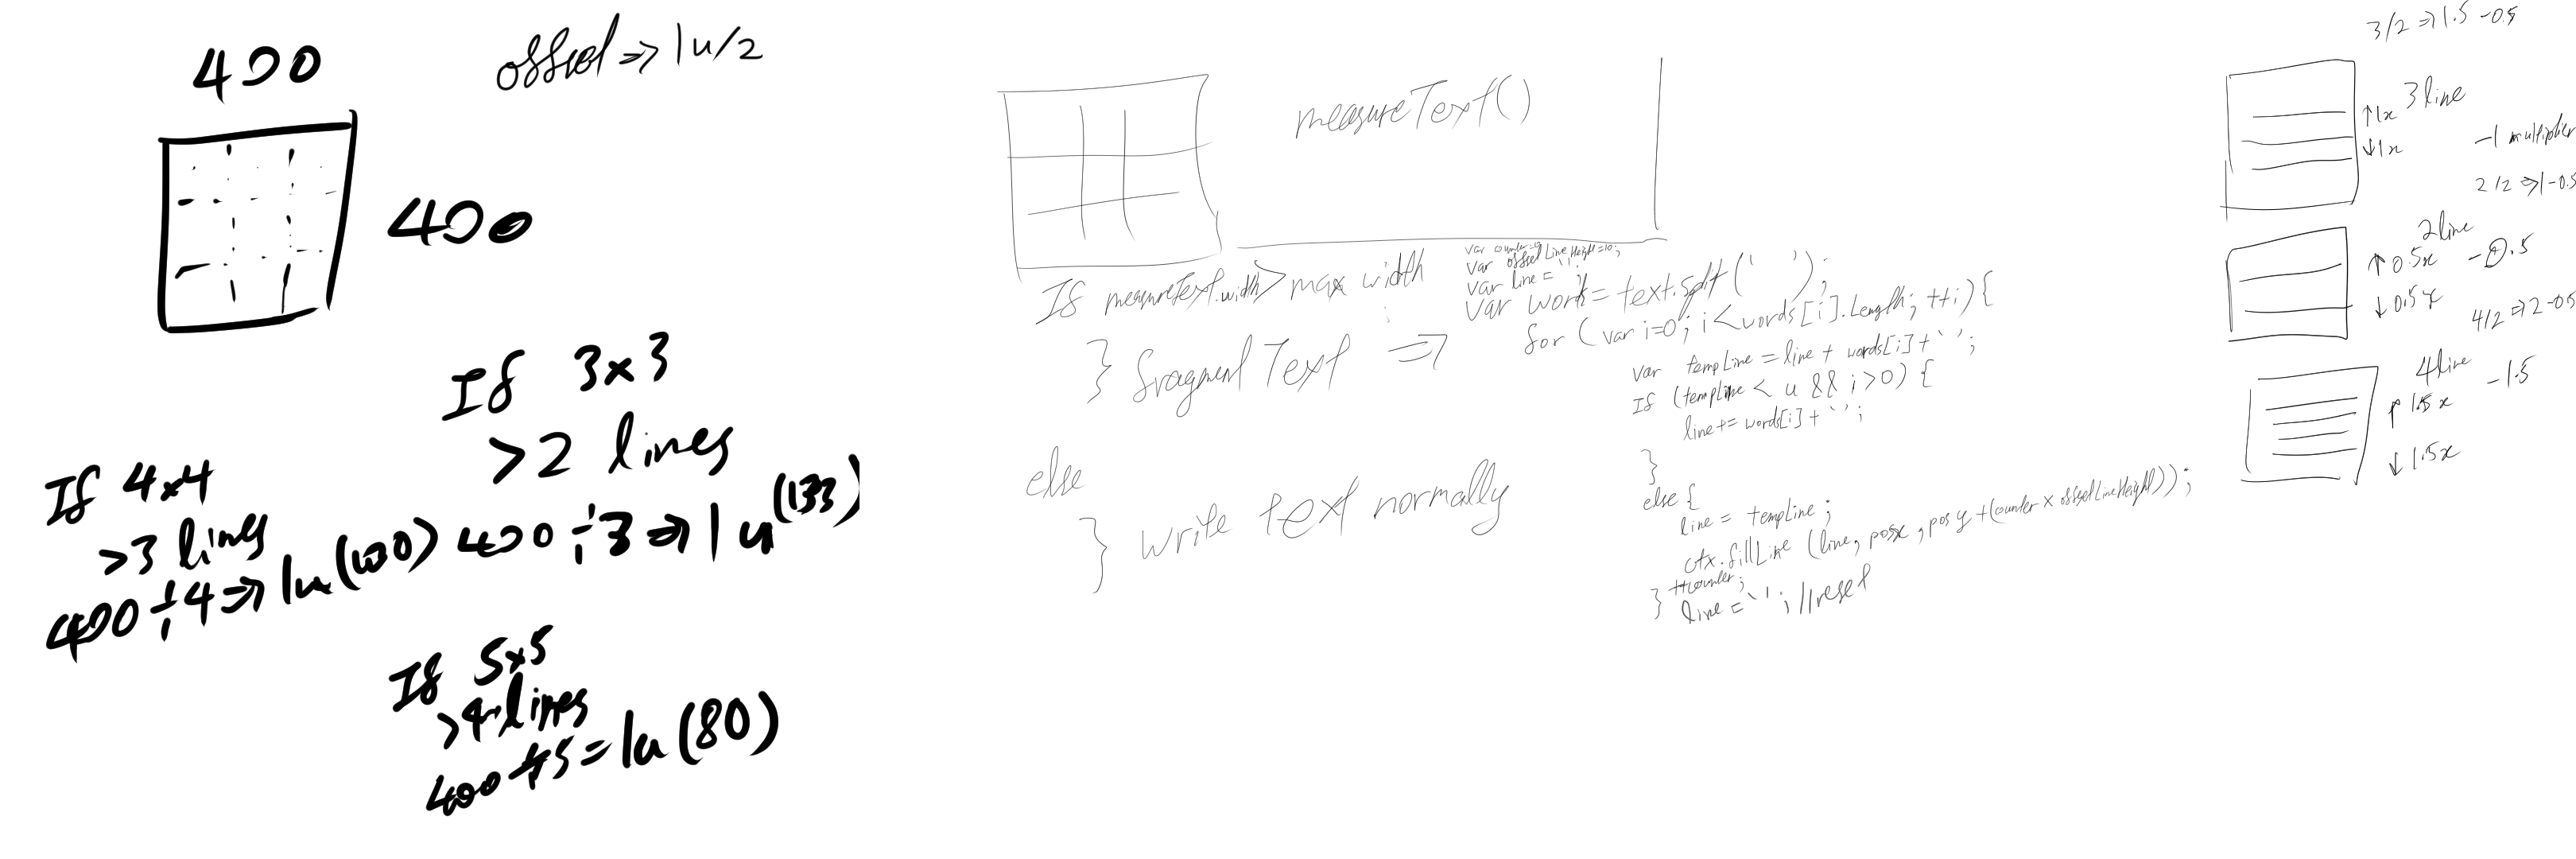 400
offset => 1u/2
400
If 3x3
>2 lines
400÷3=>1u(133)
If 4x4
>3 lines
400÷4=>1u(100)
If 5x5
>4 lines
400÷5=1u(80)
measureText()
If measureText.width>max width
} fragment Text =>
else
} write text normally
var counter=0;
var offsetLineHeight=10;
var line = '';
var words = text.split(' ');
for (var i=0; i<words[i].Length; ++i){
var tempLine = line + words[i]+' ';
If (tempLine < u && i>0) {
line+= words[i]+' ';
}
else {
line = tempLine;
ctx.fillLine (line, posx, posy+(counter x offsetLineHeight));
++counter;
} line = ''; //reset
3/2 =>1.5 -0.5
3 line
↑1x
↓1x
-1 multiplier
2/2 =>1-0.5
2 line
↑0.5x
-0.5
↓0.5x
4/2 =>2-0.5
4 line
-1.5
↑1.5x
↓1.5x